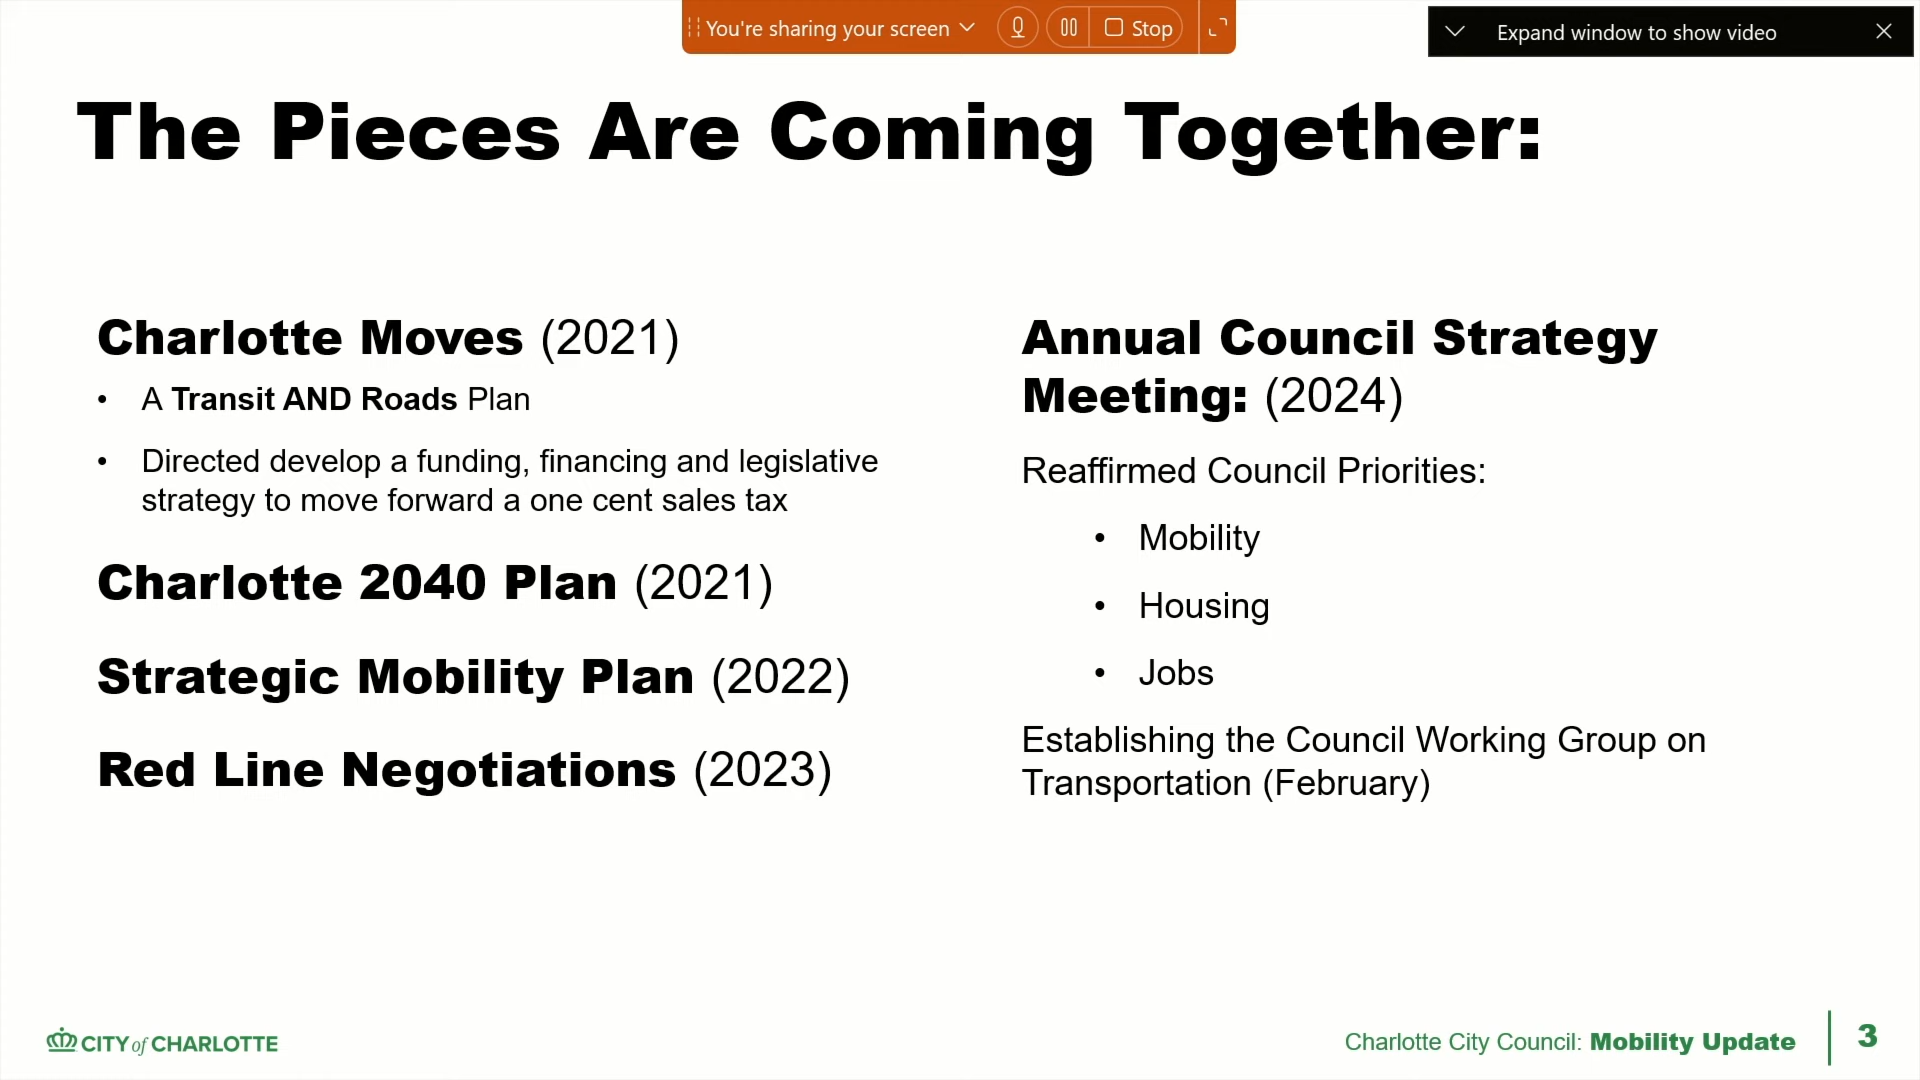 You're sharing your screen
Stop
Expand window to show video
The Pieces Are Coming Together:
Charlotte Moves (2021)
• A Transit AND Roads Plan
• Directed develop a funding, financing and legislative
strategy to move forward a one cent sales tax
Charlotte 2040 Plan (2021)
Strategic Mobility Plan (2022)
Red Line Negotiations (2023)
Annual Council Strategy
Meeting: (2024)
Reaffirmed Council Priorities:
• Mobility
• Housing
• Jobs
Establishing the Council Working Group on
Transportation (February)
CITY of CHARLOTTE
Charlotte City Council: Mobility Update
3